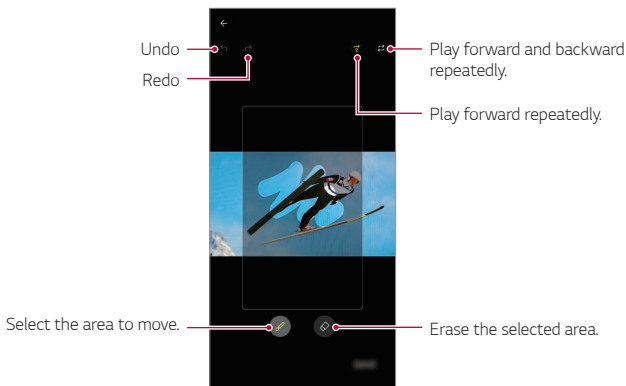 Undo
Redo
Play forward and backward
repeatedly.
Play forward repeatedly.
Select the area to move.
Erase the selected area.